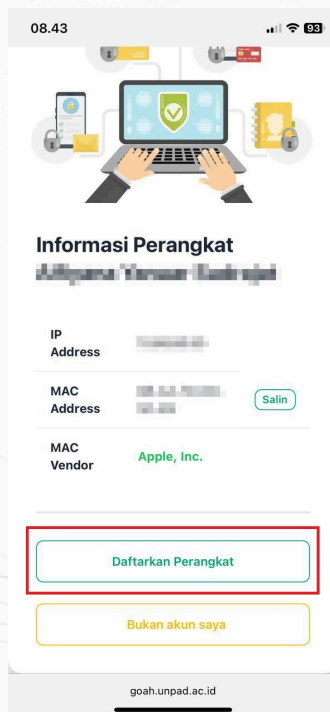 08.43
93
Informasi Perangkat
IP
Address
MAC
Address
Salin
MAC
Vendor
Apple, Inc.
Daftarkan Perangkat
Bukan akun saya
goah.unpad.ac.id